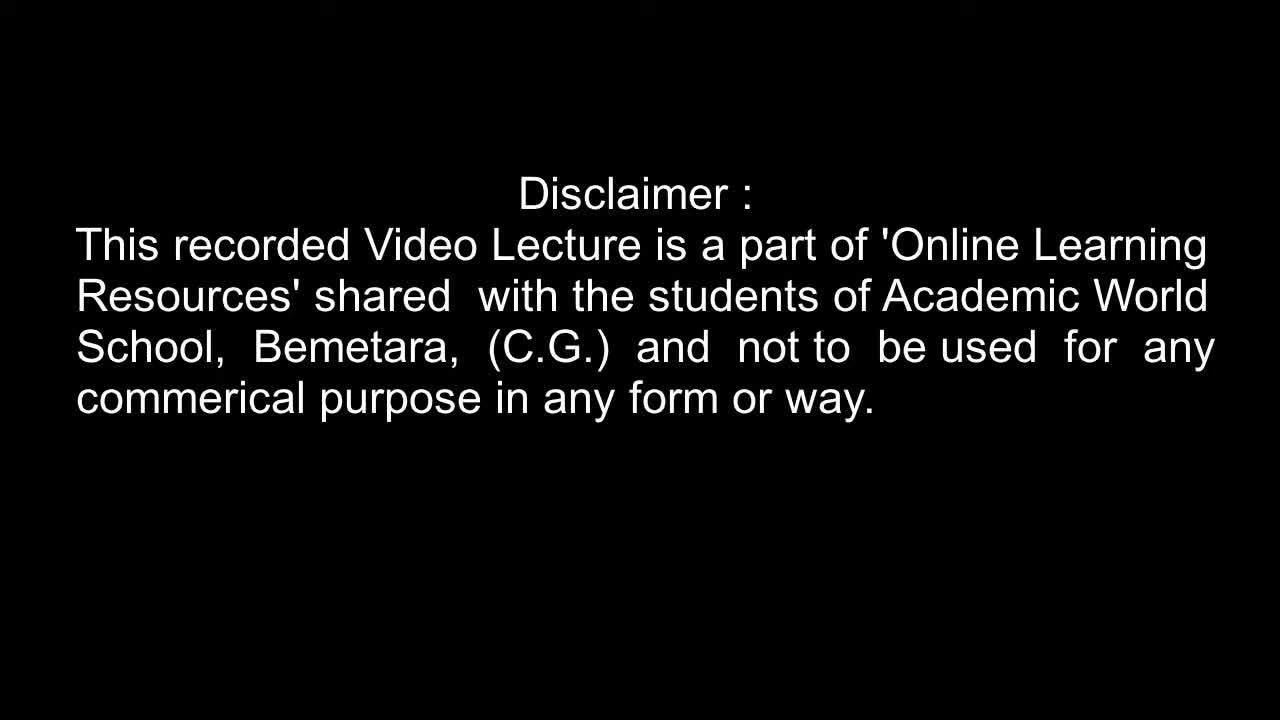 Disclaimer :
This recorded Video Lecture is a part of 'Online Learning
Resources' shared  with the students of Academic World
School,  Bemetara,  (C.G.)  and  not to  be used  for  any
commerical purpose in any form or way.